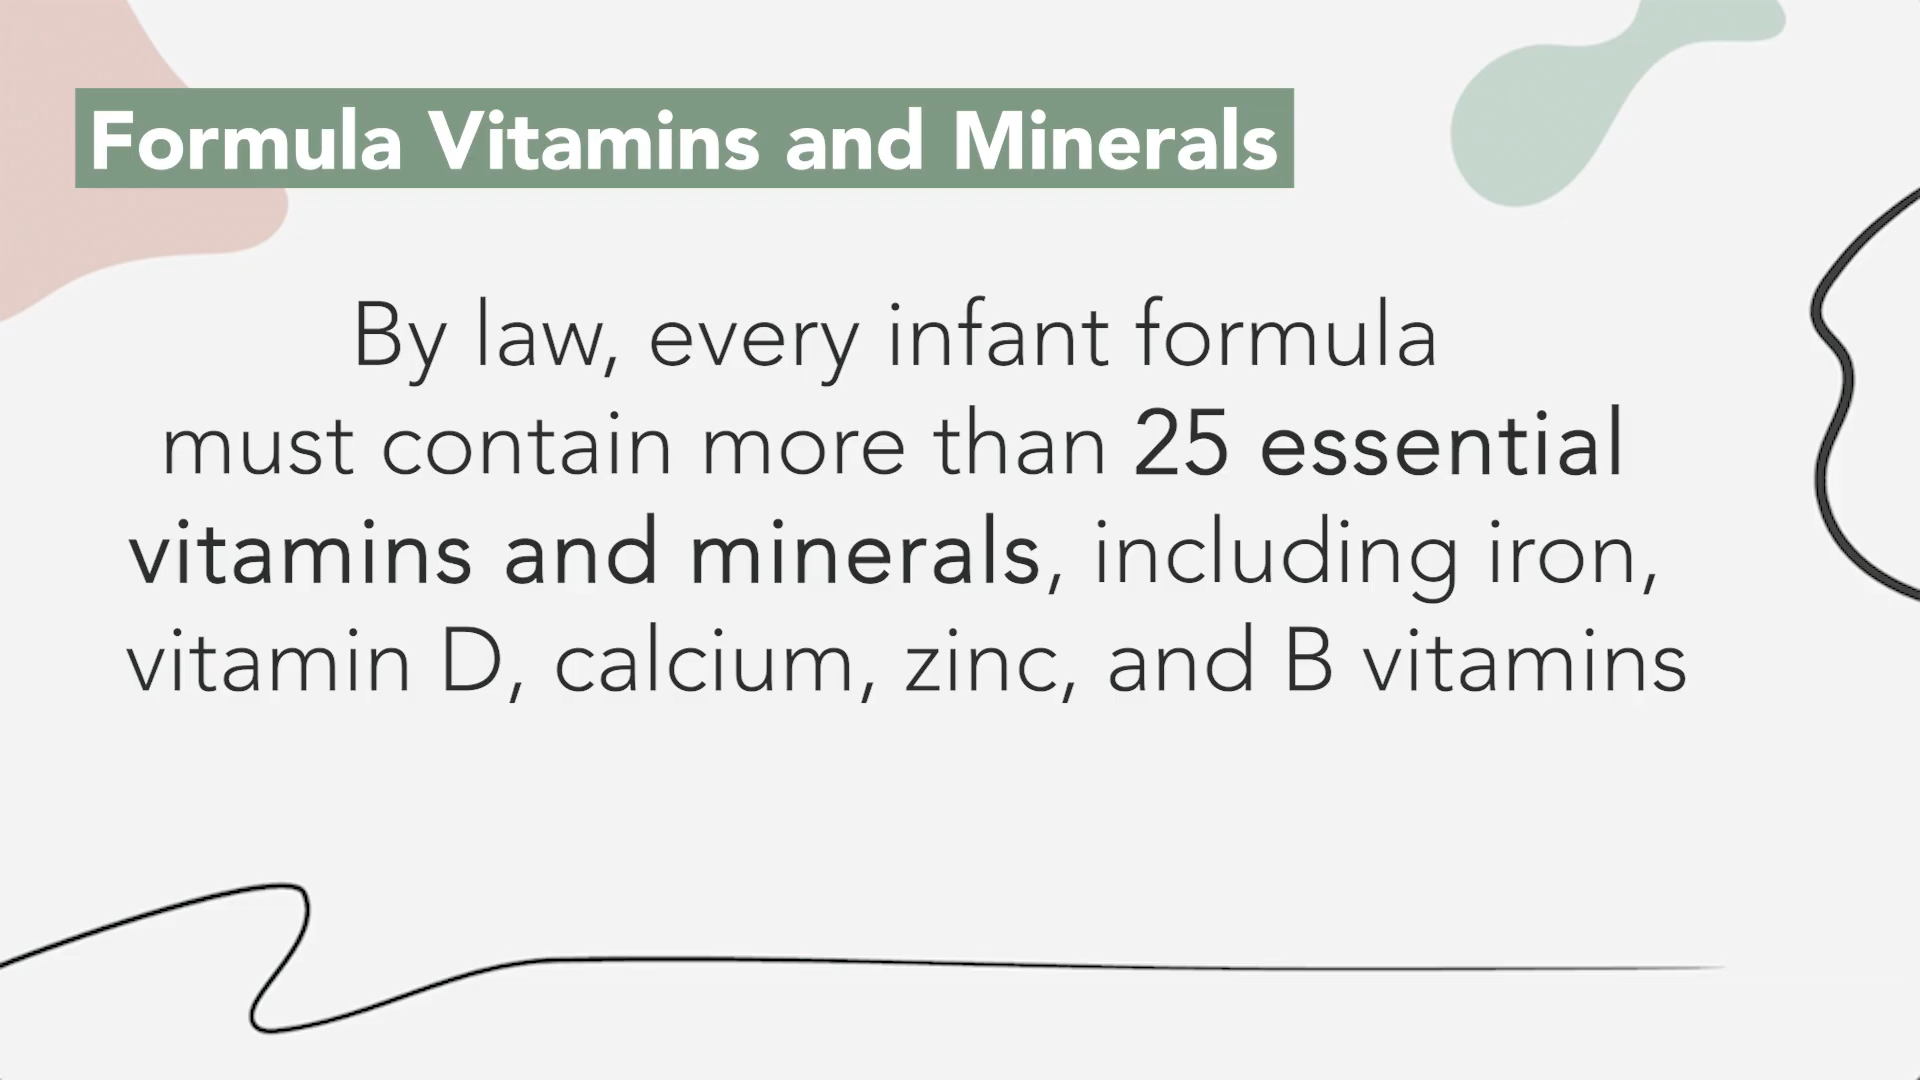 Formula Vitamins and Minerals
By law, every infant formula
must contain more than 25 essential
vitamins and minerals, including iron,
vitamin D, calcium, zinc, and B vitamins